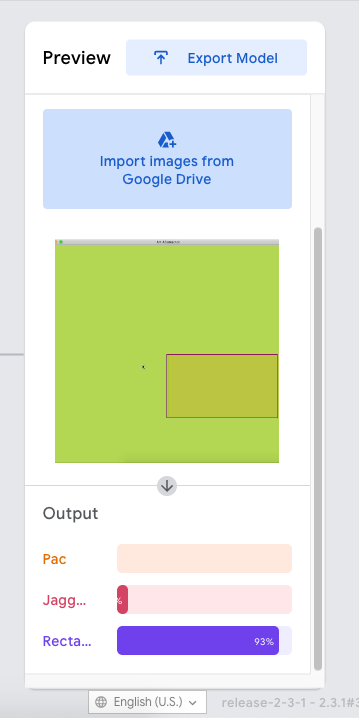 Preview
Export Model
Import images from
Google Drive
Output
Pac
Jagg...
%
Recta...
93%
English (U.S.)
release-2-3-1 - 2.3.1#